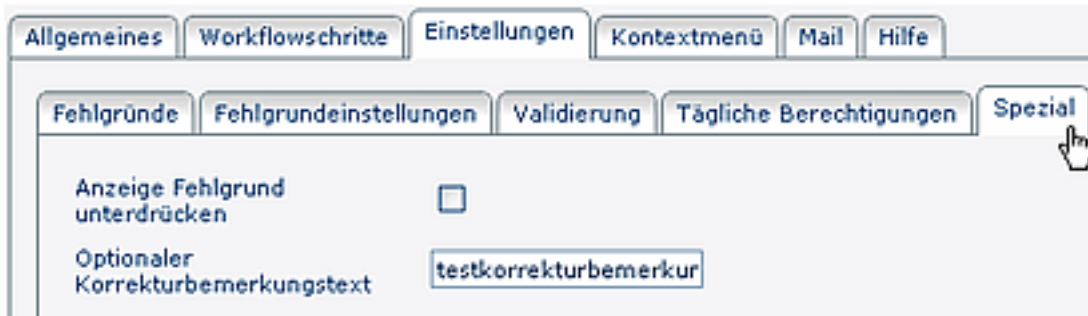 Allgemeines Workflowschritte Einstellungen Kontextmenü Mail Hilfe
Fehlgründe Fehlgrundeinstellungen Validierung Tägliche Berechtigungen Spezial
Anzeige Fehlgrund
unterdrücken
Optionaler
Korrekturbemerkungstext
testkorrekturbemerkur